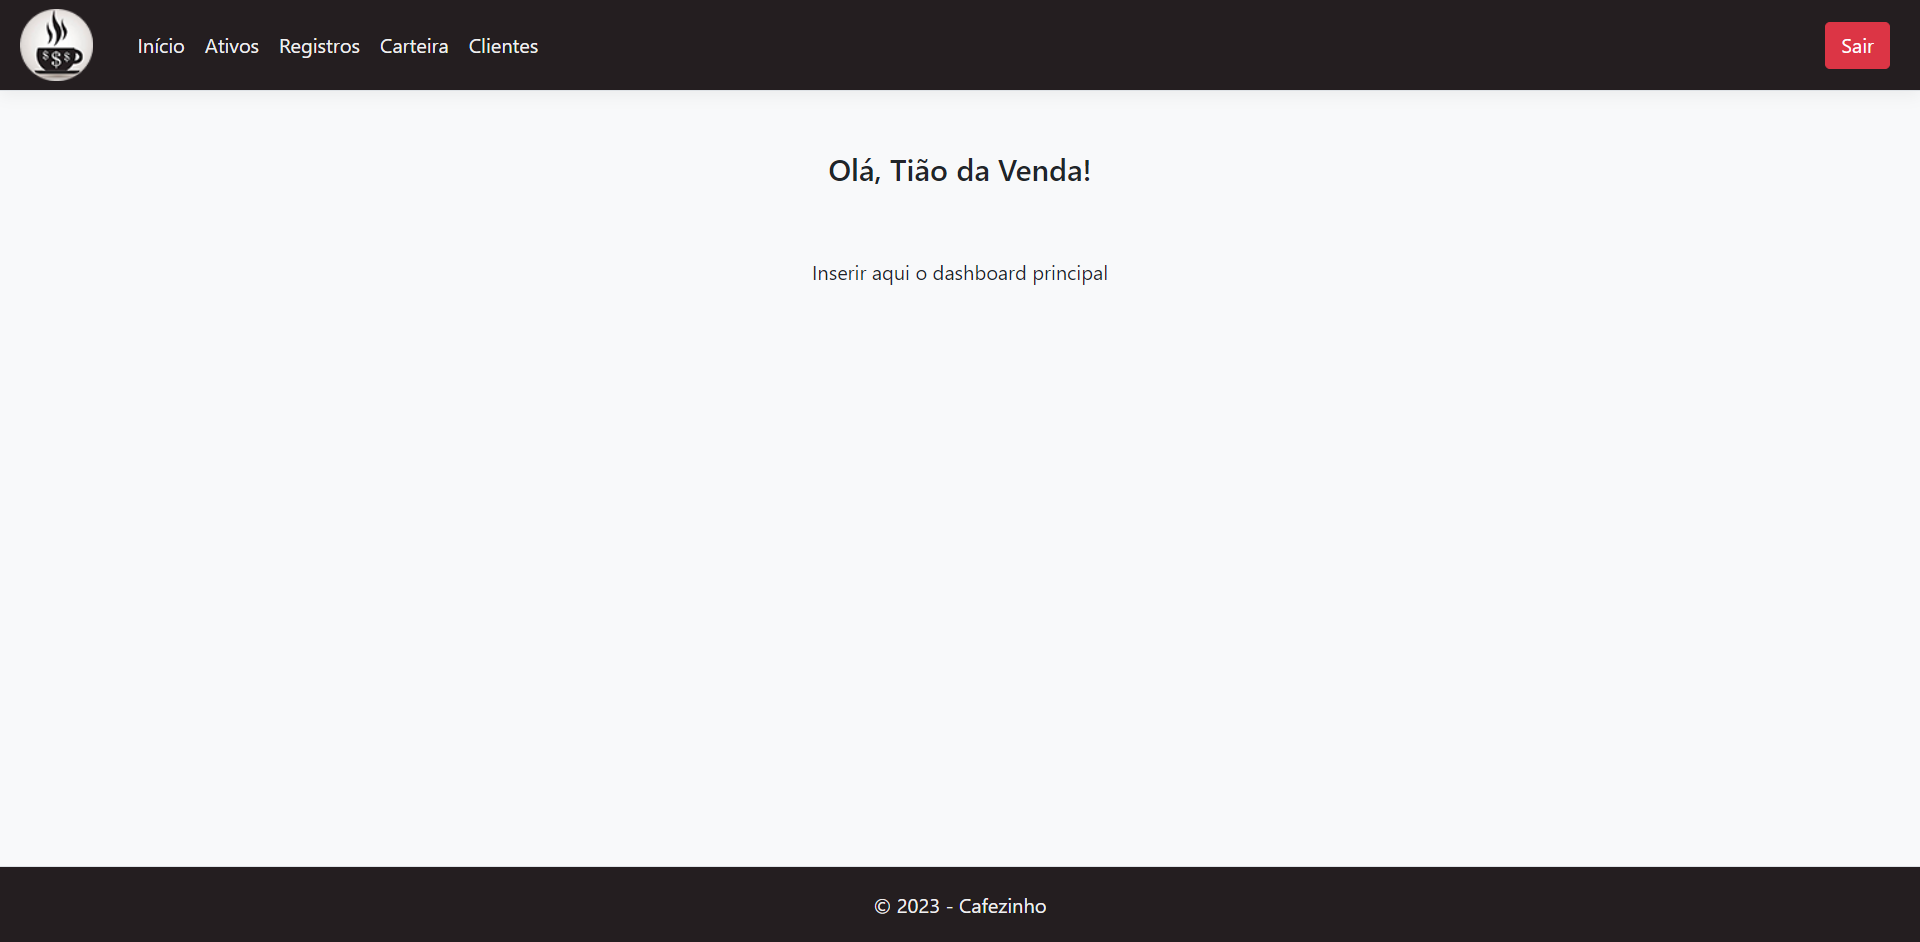 $$$
Início Ativos Registros Carteira Clientes Sair
Olá, Tião da Venda!
Inserir aqui o dashboard principal
© 2023 - Cafezinho